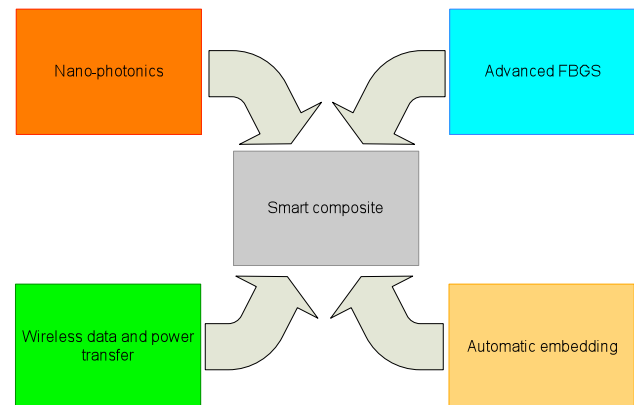 Nano-photonics
Advanced FBGS
Smart composite
Wireless data and power
transfer
Automatic embedding